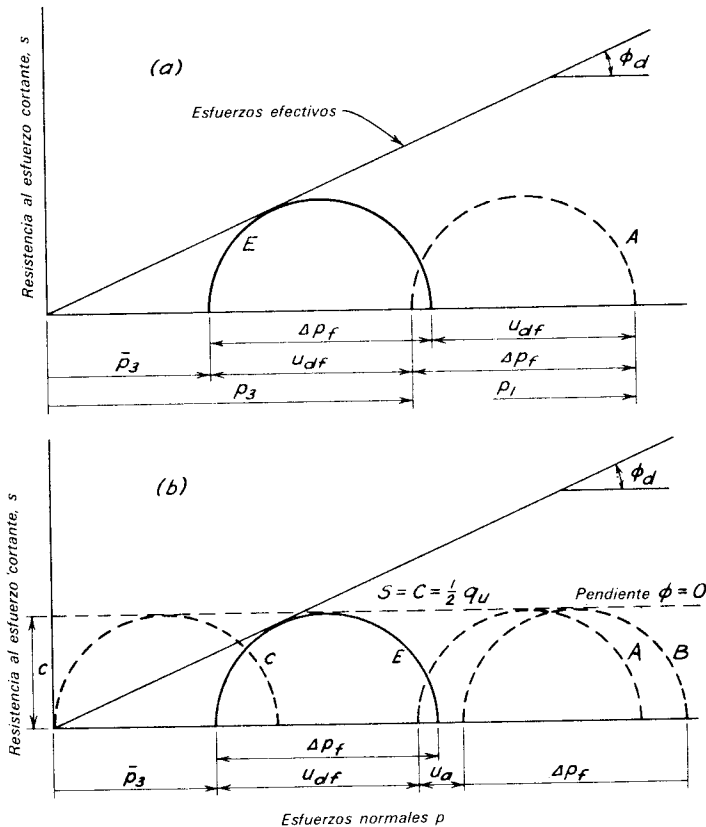 (a)
ϕd
Esfuerzos efectivos
Resistencia al esfuerzo cortante, s
E
A
Δpf
udf
p̄3
udf
Δpf
p3
p1
(b)
ϕd
S = C = ½ qu
Pendiente ϕ = 0
Resistencia al esfuerzo cortante, s
c
C
E
A
B
Δpf
p̄3
udf
ua
Δpf
Esfuerzos normales p